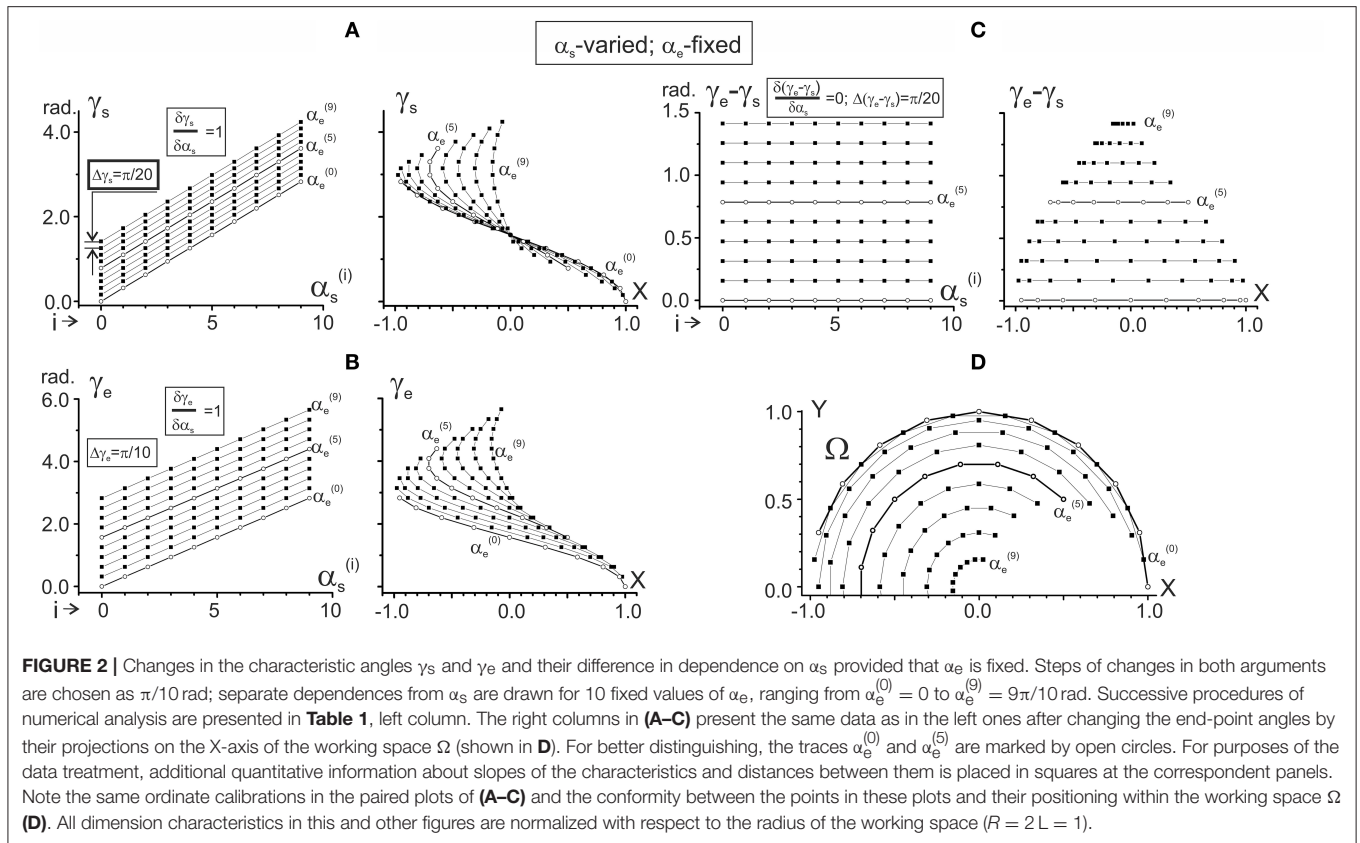 A
C
αs-varied; αe-fixed
rad. γs
4.0
2.0
0.0
i→ 0 5 10
δγs/δαs =1
Δγs=π/20
αe(9)
αe(5)
αe(0)
αs(i)
γs
αe(5)
αe(9)
αe(0)
X
-1.0 0.0 1.0
rad. γe-γs
δ(γe-γs)/δαs =0; Δ(γe-γs)=π/20
1.5
1.0
0.5
0.0
αe(5)
αs(i)
i→ 0 5 10
γe-γs
αe(9)
αe(5)
X
-1.0 0.0 1.0
B
D
rad. γe
6.0
4.0
2.0
0.0
δγe/δαs =1
Δγe=π/10
αe(9)
αe(5)
αe(0)
αs(i)
i→ 0 5 10
γe
αe(5)
αe(9)
αe(0)
X
-1.0 0.0 1.0
Y
1.0
Ω
0.5
0.0
αe(5)
αe(9)
αe(0)
X
-1.0 0.0 1.0
FIGURE 2 | Changes in the characteristic angles γs and γe and their difference in dependence on αs provided that αe is fixed. Steps of changes in both arguments
are chosen as π/10 rad; separate dependences from αs are drawn for 10 fixed values of αe, ranging from αe(0) = 0 to αe(9) = 9π/10 rad. Successive procedures of
numerical analysis are presented in Table 1, left column. The right columns in (A–C) present the same data as in the left ones after changing the end-point angles by
their projections on the X-axis of the working space Ω (shown in D). For better distinguishing, the traces αe(0) and αe(5) are marked by open circles. For purposes of the
data treatment, additional quantitative information about slopes of the characteristics and distances between them is placed in squares at the correspondent panels.
Note the same ordinate calibrations in the paired plots of (A–C) and the conformity between the points in these plots and their positioning within the working space Ω
(D). All dimension characteristics in this and other figures are normalized with respect to the radius of the working space (R = 2 L = 1).